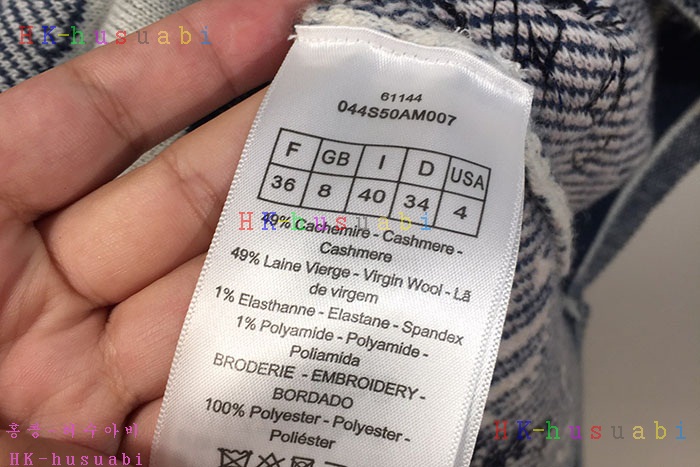 HK-husuabi
61144
044S50AM007
F GB I D USA
36 8 40 34 4
HK-husuabi
49% Cachemire - Cashmere -
Cashmere
49% Laine Vierge - Virgin Wool - Lã
de virgem
1% Elasthanne - Elastane - Spandex
1% Polyamide - Polyamide -
Poliamida
BRODERIE - EMBROIDERY -
BORDADO
100% Polyester - Polyester -
Poliéster
HK-husuabi
HK-husuabi